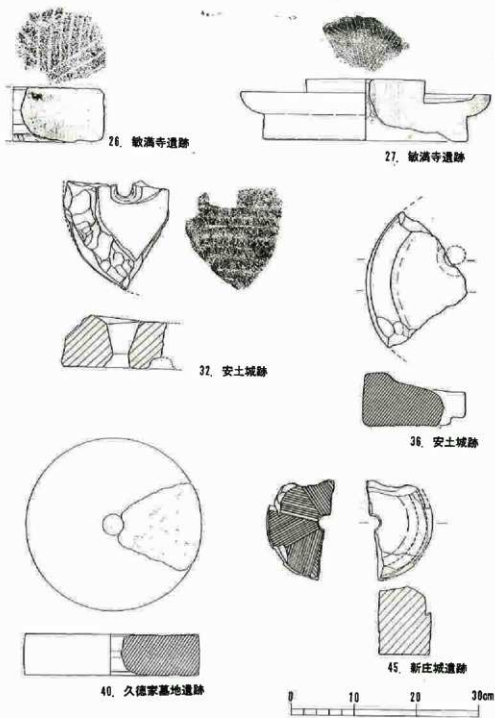 26. 敏満寺遺跡
27. 敏満寺遺跡
32. 安土城跡
36. 安土城跡
40. 久徳家墓地遺跡
45. 新庄城遺跡
0 10 20 30cm